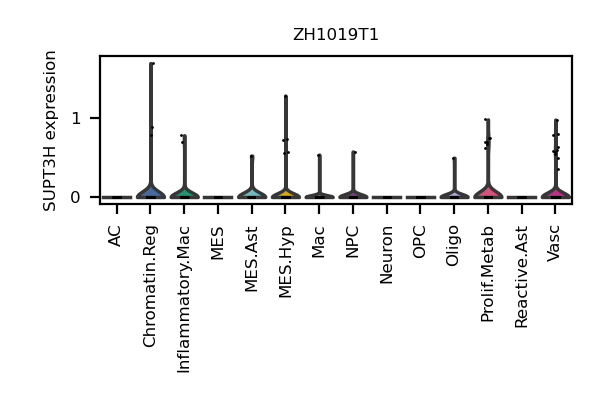 ZH1019T1
SUPT3H expression
1
0
AC
Chromatin.Reg
Inflammatory.Mac
MES
MES.Ast
MES.Hyp
Mac
NPC
Neuron
OPC
Oligo
Prolif.Metab
Reactive.Ast
Vasc